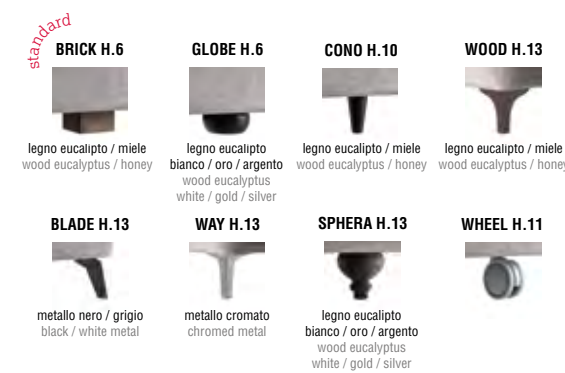 standard
BRICK H.6
legno eucalipto / miele
wood eucalyptus / honey
GLOBE H.6
legno eucalipto
bianco / oro / argento
wood eucalyptus
white / gold / silver
CONO H.10
legno eucalipto / miele
wood eucalyptus / honey
WOOD H.13
legno eucalipto / miele
wood eucalyptus / honey
BLADE H.13
metallo nero / grigio
black / white metal
WAY H.13
metallo cromato
chromed metal
SPHERA H.13
legno eucalipto
bianco / oro / argento
wood eucalyptus
white / gold / silver
WHEEL H.11